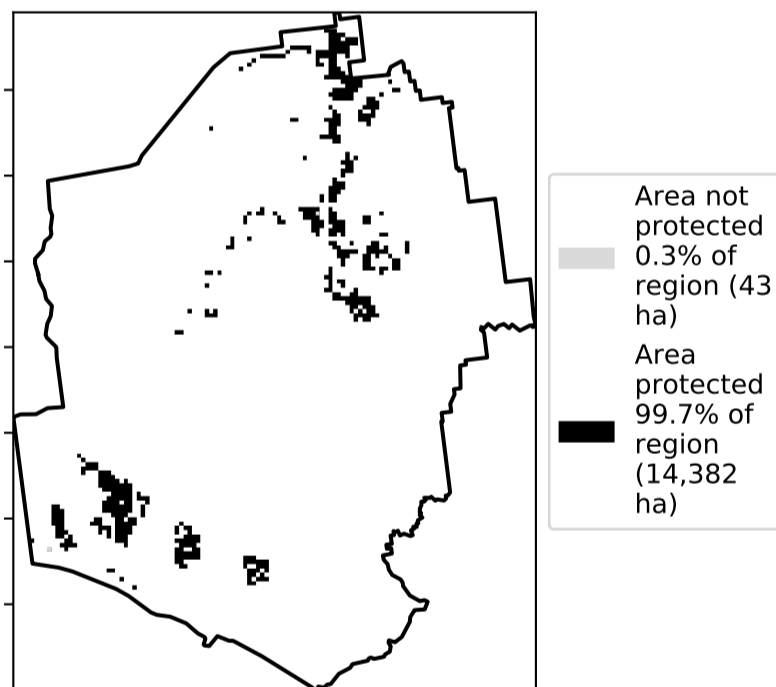 Area not
protected
0.3% of
region (43
ha)
Area
protected
99.7% of
region
(14,382
ha)